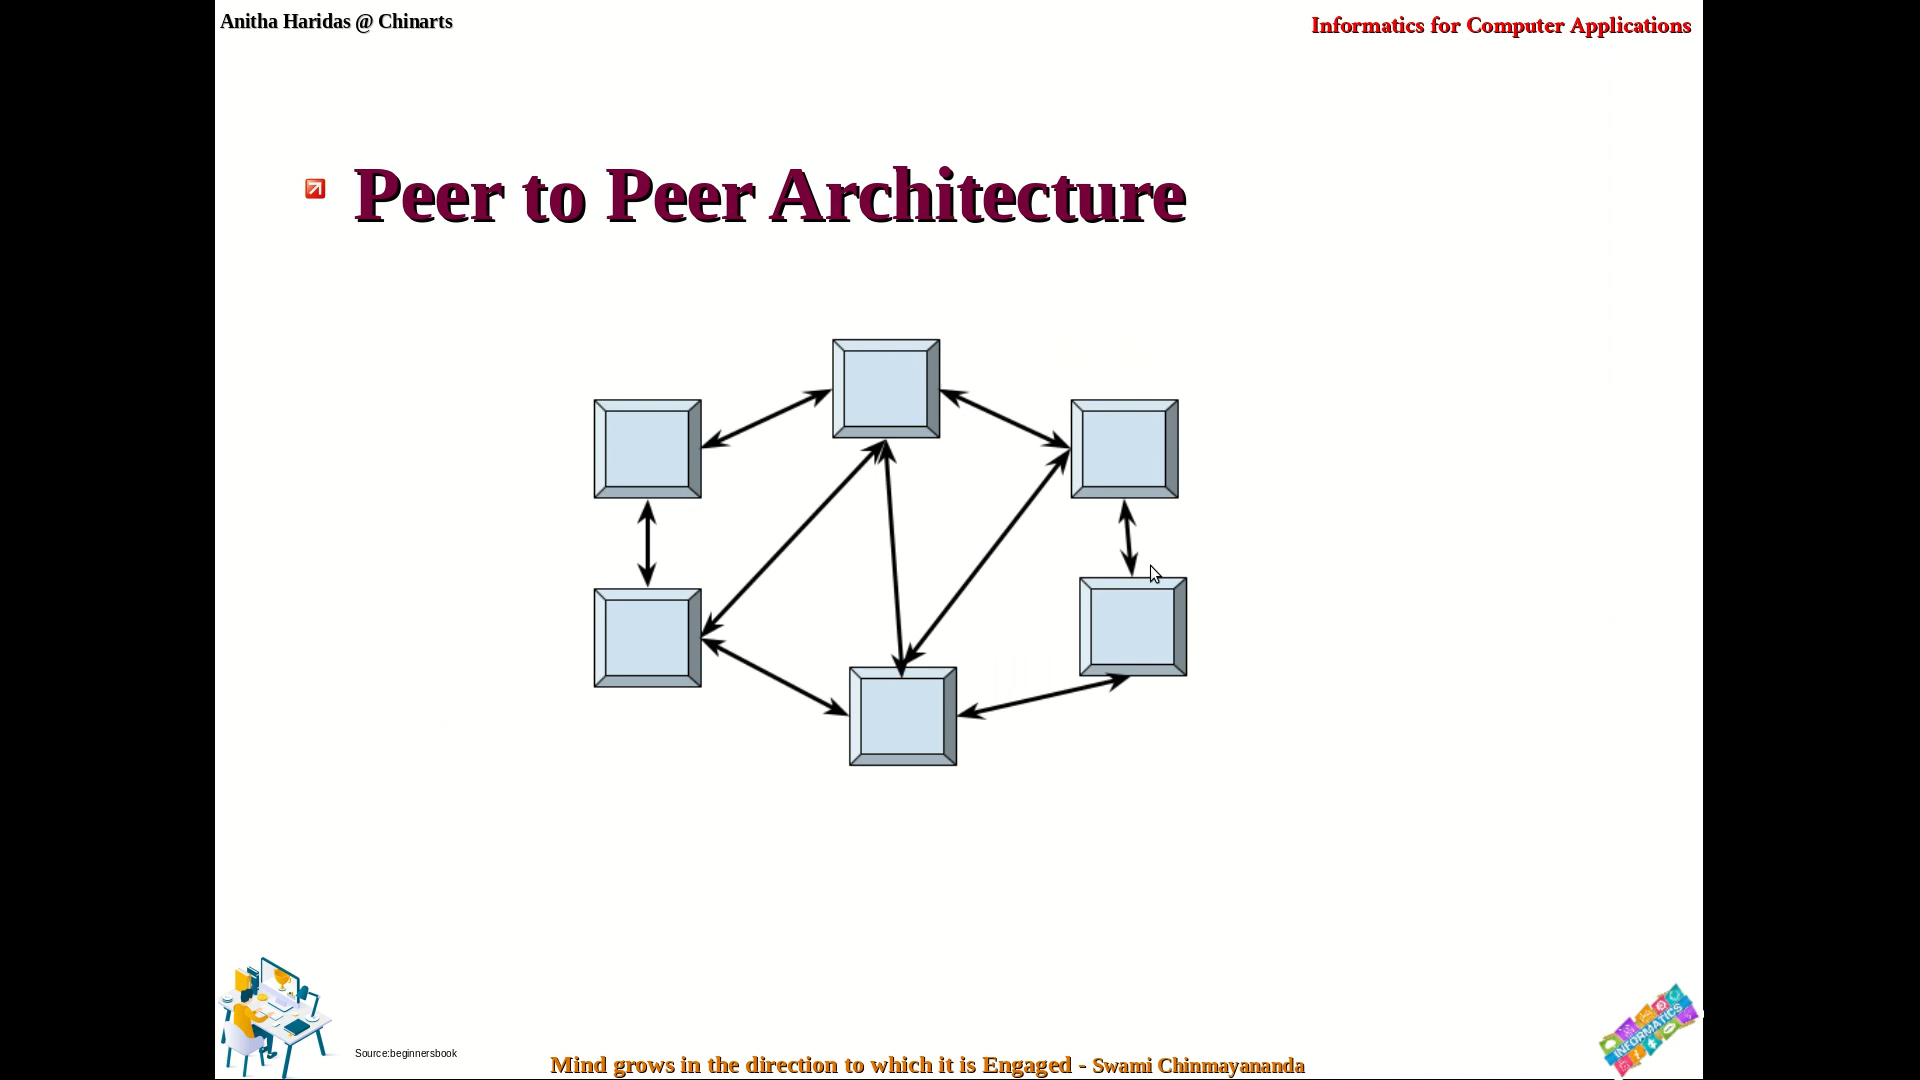 Anitha Haridas @ Chinarts
Informatics for Computer Applications
Peer to Peer Architecture
INFORMATICS
Source:beginnersbook
Mind grows in the direction to which it is Engaged - Swami Chinmayananda